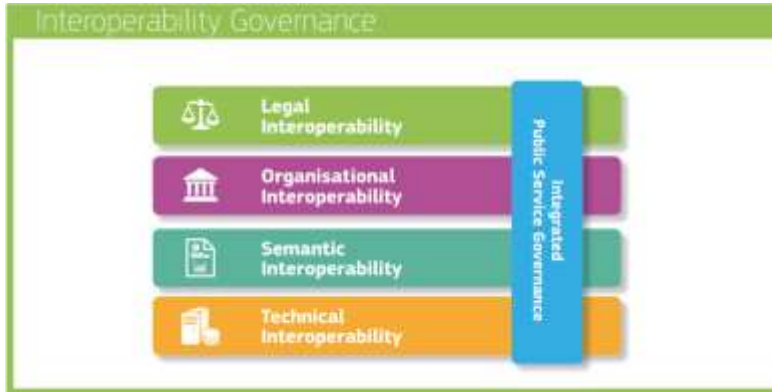 Interoperability Governance
Legal
Interoperability
Organisational
Interoperability
Semantic
Interoperability
Technical
Interoperability
Integrated
Public Service Governance